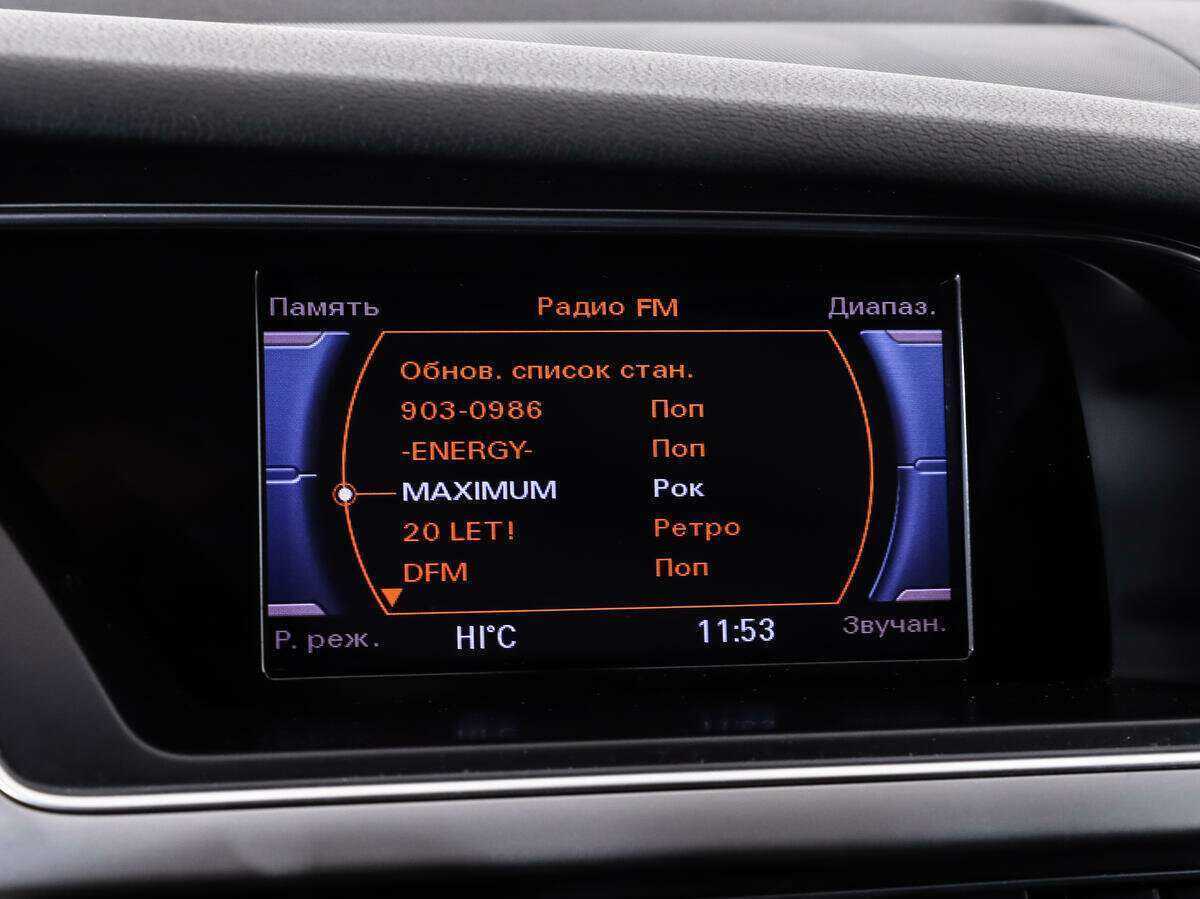 Память Радио FM Диапаз.
Обнов. список стан.
903-0986 Поп
-ENERGY- Поп
MAXIMUM Рок
20 LET! Ретро
DFM Поп
Р. реж. HI°C 11:53 Звучан.